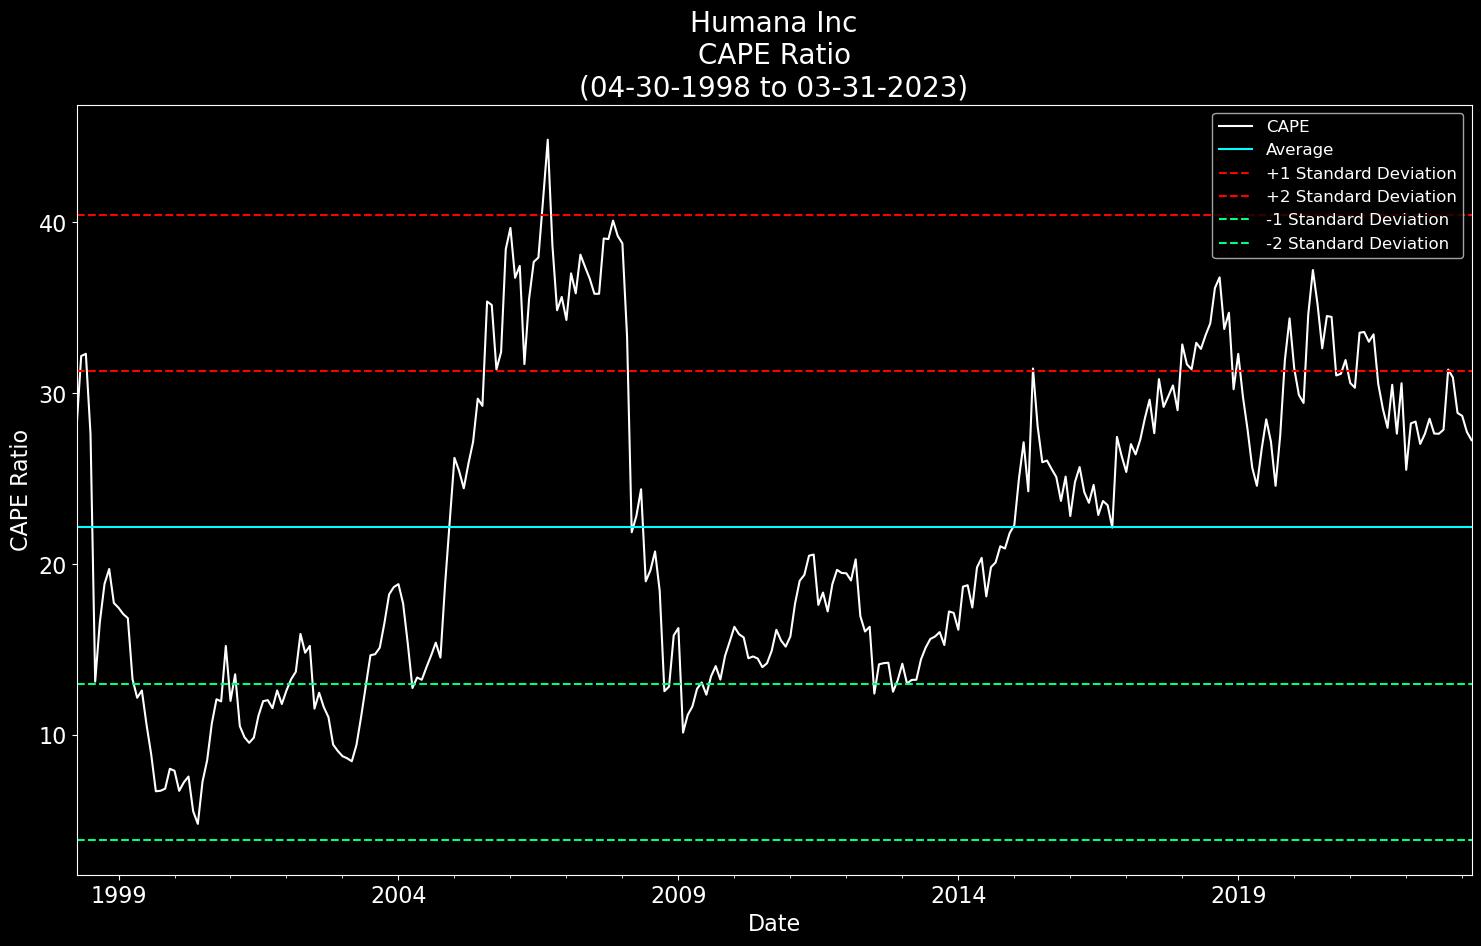 Humana Inc
CAPE Ratio
(04-30-1998 to 03-31-2023)
CAPE
Average
+1 Standard Deviation
+2 Standard Deviation
-1 Standard Deviation
-2 Standard Deviation
40
30
20
10
CAPE Ratio
1999 2004 2009 2014 2019
Date